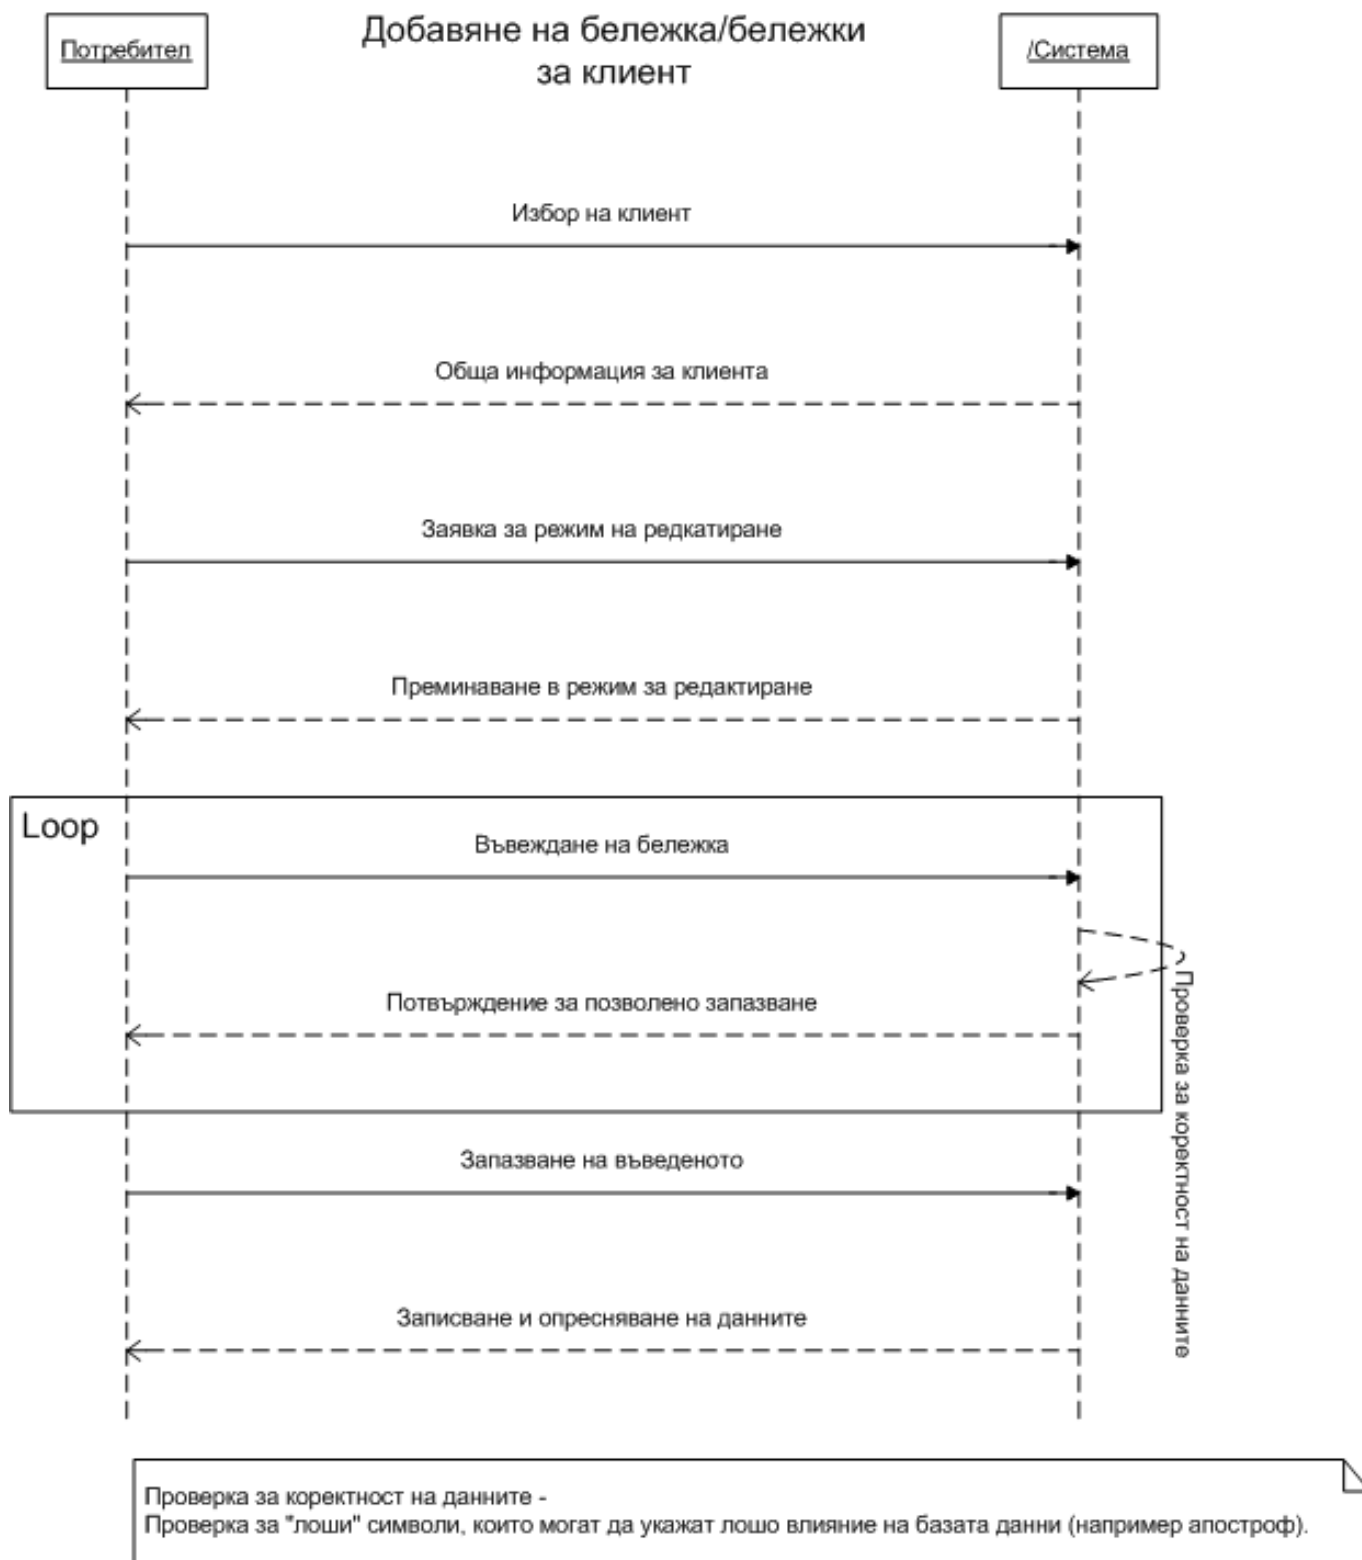 Потребител
Добавяне на бележка/бележки
за клиент
/Система
Избор на клиент
Обща информация за клиента
Заявка за режим на редкатиране
Преминаване в режим за редактиране
Loop
Въвеждане на бележка
Проверка за коректност на данните
Потвърждение за позволено запазване
Запазване на въведеното
Записване и опресняване на данните
Проверка за коректност на данните -
Проверка за "лоши" символи, които могат да укажат лошо влияние на базата данни (например апостроф).